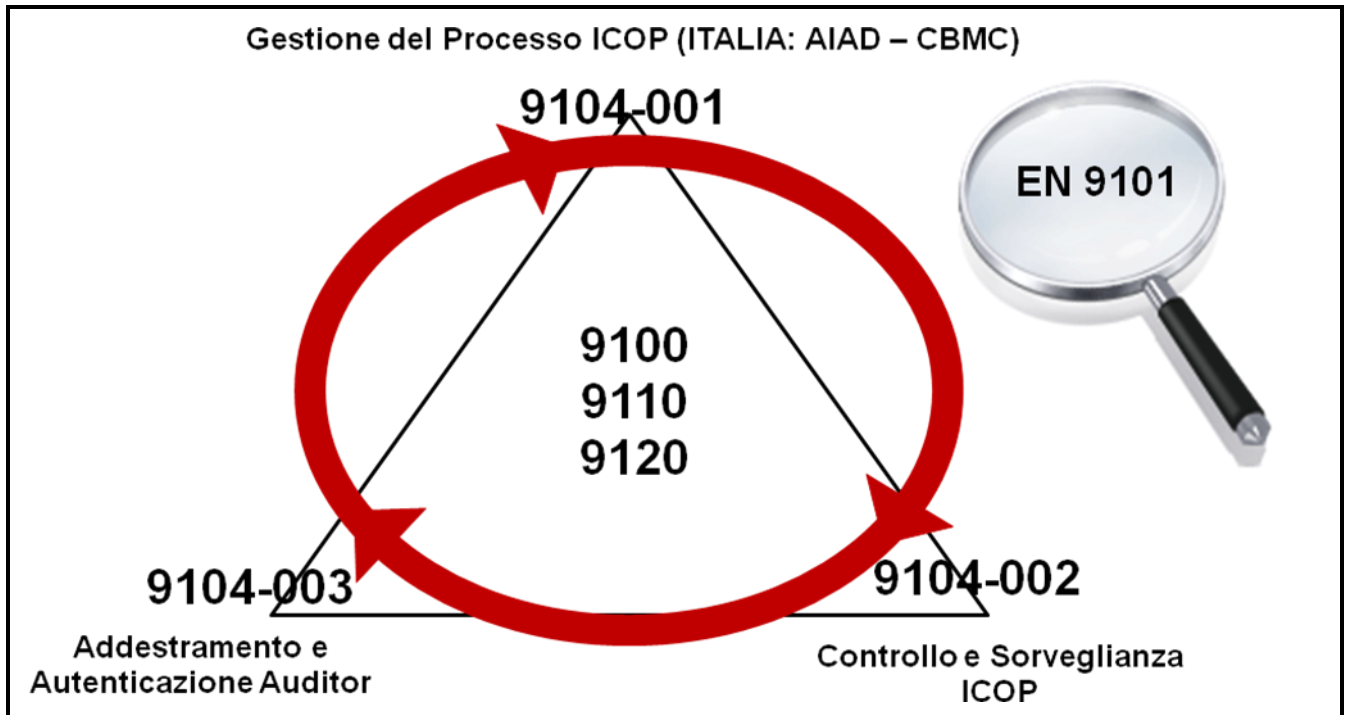 Gestione del Processo ICOP (ITALIA: AIAD – CBMC)
9104-001
EN 9101
9100
9110
9120
9104-003
9104-002
Addestramento e
Autenticazione Auditor
Controllo e Sorveglianza
ICOP